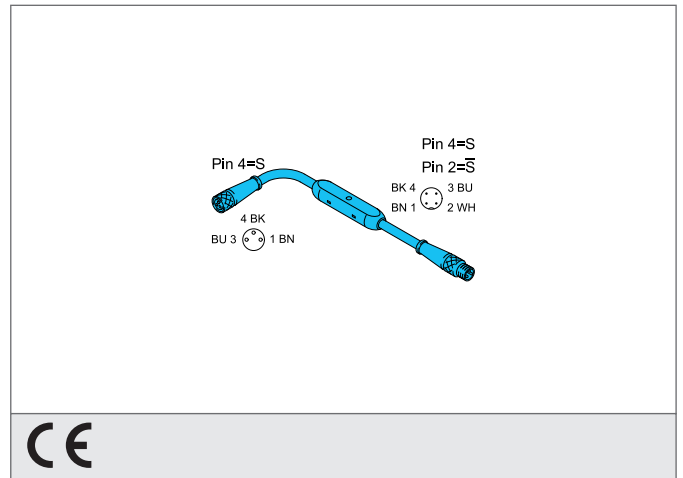 Pin 4=S
Pin 4=S
Pin 2=S̅
BK 4 3 BU
BN 1 2 WH
4 BK
BU 3 1 BN
CE